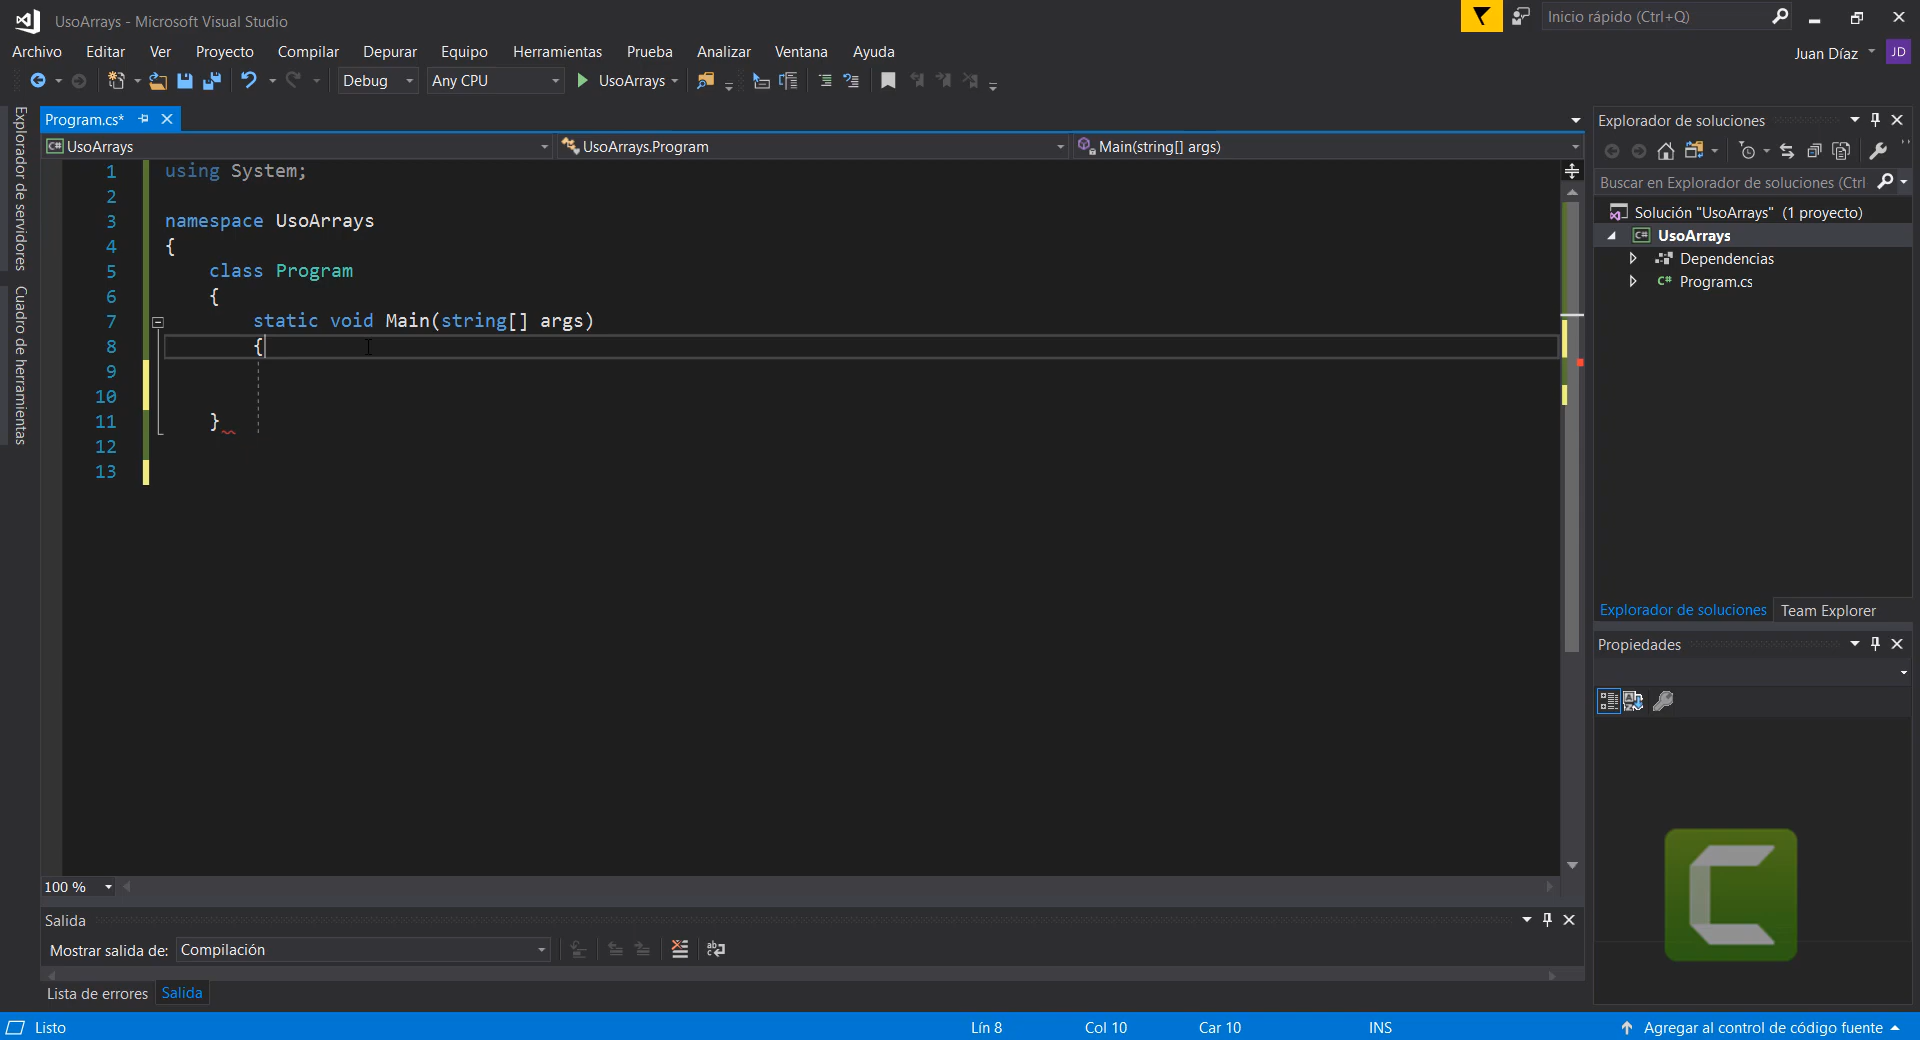 UsoArrays - Microsoft Visual Studio
Inicio rápido (Ctrl+Q)
Archivo Editar Ver Proyecto Compilar Depurar Equipo Herramientas Prueba Analizar Ventana Ayuda
Juan Díaz JD
Debug Any CPU UsoArrays
Explorador de servidores
Cuadro de herramientas
Program.cs*
C# UsoArrays UsoArrays.Program Main(string[] args)
1 using System;
2
3 namespace UsoArrays
4 {
5 class Program
6 {
7 static void Main(string[] args)
8 {
9
10
11 }
12
13
100 %
Salida
Mostrar salida de: Compilación
Lista de errores Salida
Explorador de soluciones
Buscar en Explorador de soluciones (Ctrl
Solución "UsoArrays" (1 proyecto)
C# UsoArrays
Dependencias
C# Program.cs
Explorador de soluciones Team Explorer
Propiedades
Listo Lín 8 Col 10 Car 10 INS Agregar al control de código fuente